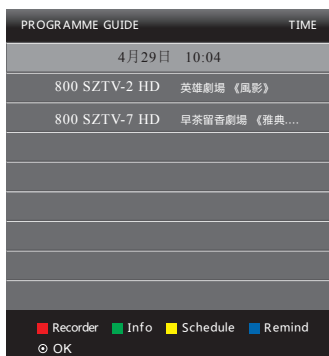 PROGRAMME GUIDE TIME
4月29日 10:04
800 SZTV-2 HD 英雄劇場 《風影》
800 SZTV-7 HD 早茶留香劇場 《雅典....
Recorder Info Schedule Remind
OK